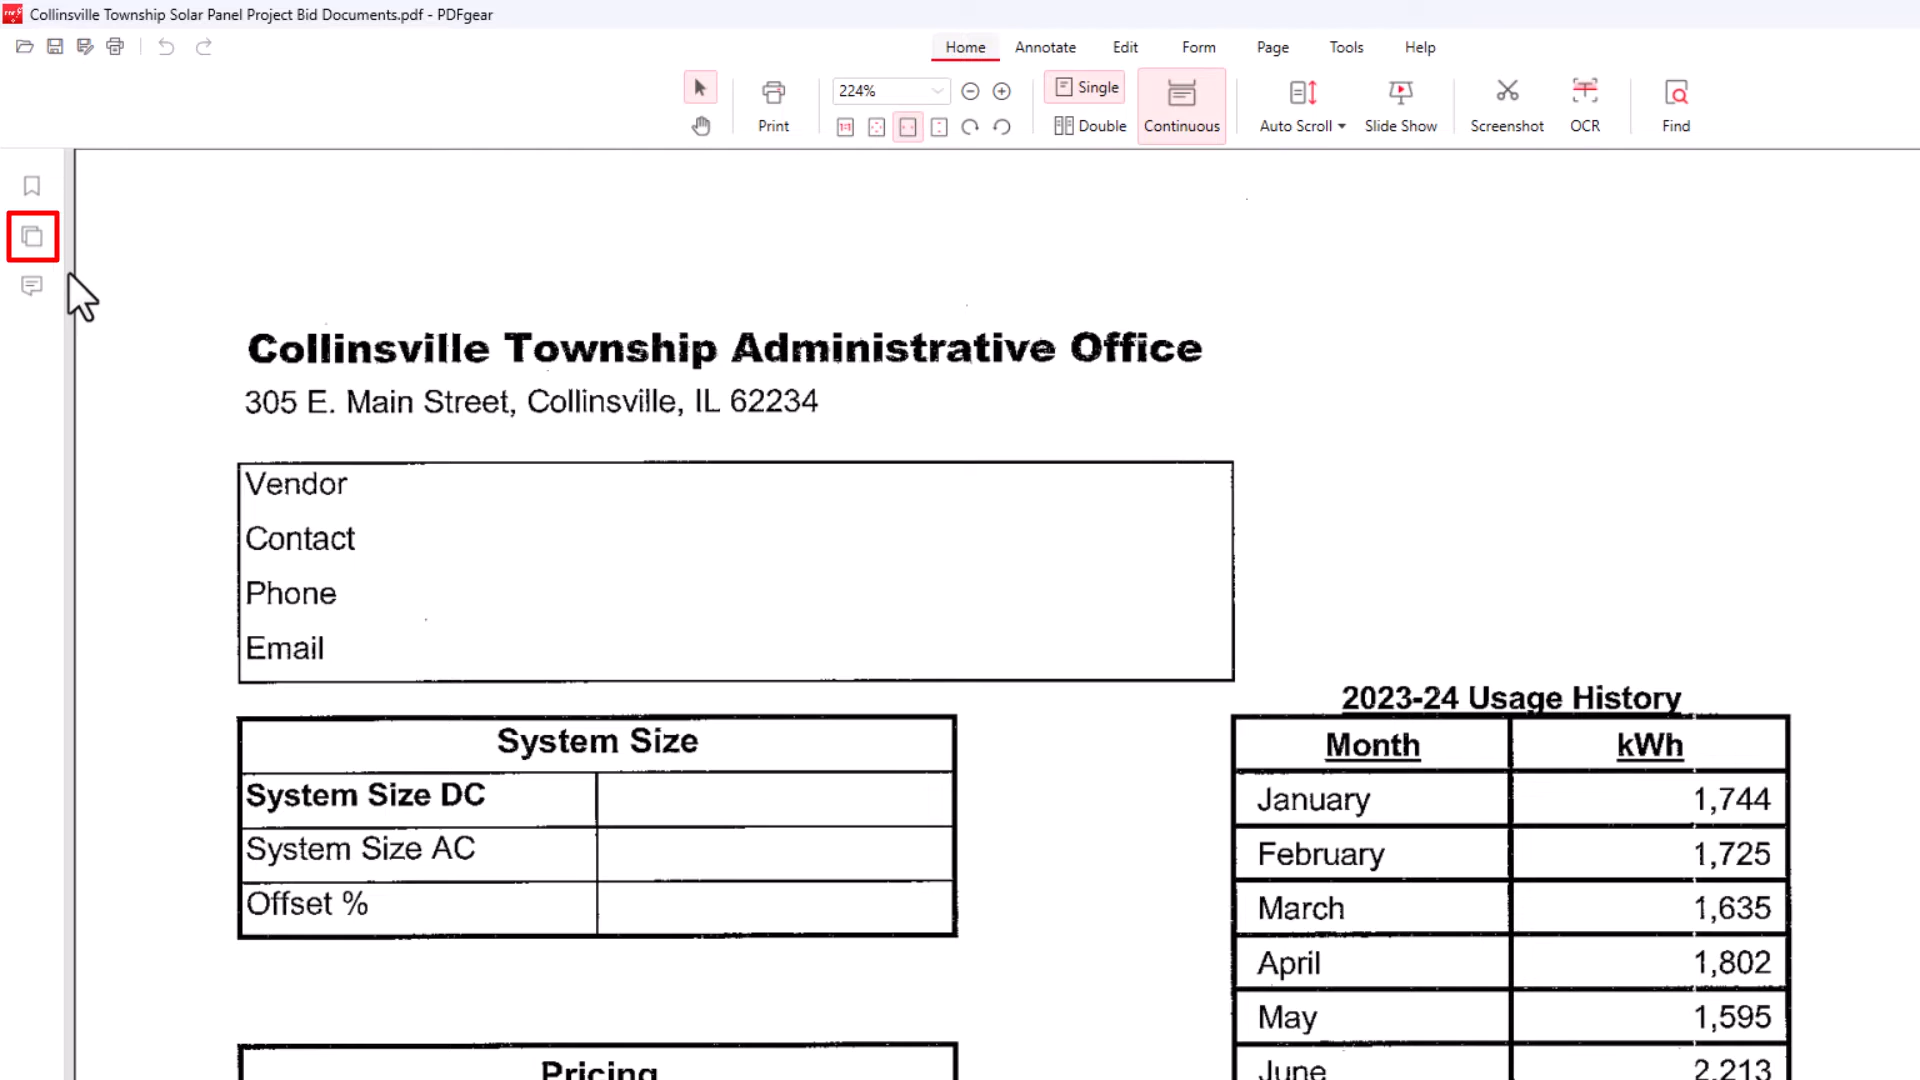 Collinsville Township Solar Panel Project Bid Documents.pdf - PDFgear
Home Annotate Edit Form Page Tools Help
224% Single
Print Double Continuous Auto Scroll Slide Show Screenshot OCR Find
Collinsville Township Administrative Office
305 E. Main Street, Collinsville, IL 62234
Vendor
Contact
Phone
Email
2023-24 Usage History
System Size
Month kWh
System Size DC
January 1,744
System Size AC
February 1,725
Offset %
March 1,635
April 1,802
May 1,595
Pricing
June 2,213